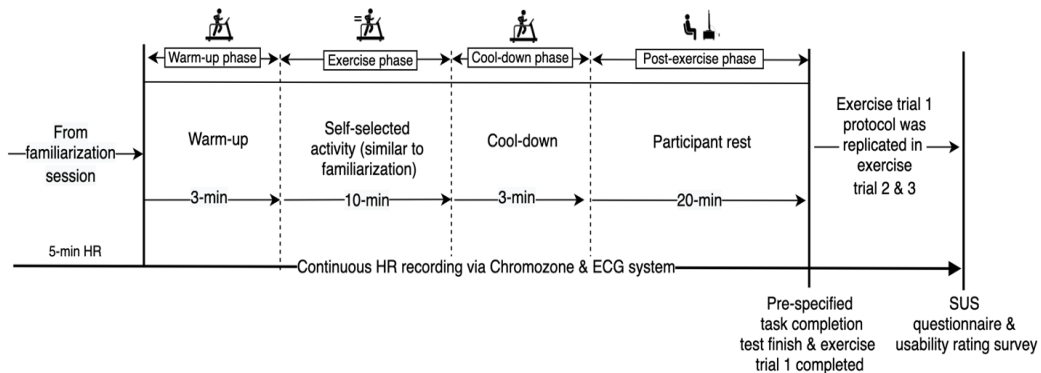 Warm-up phase
Exercise phase
Cool-down phase
Post-exercise phase
From
familiarization
session
Warm-up
Self-selected
activity (similar to
familiarization)
Cool-down
Participant rest
Exercise trial 1
protocol was
replicated in
exercise
trial 2 & 3
3-min
10-min
3-min
20-min
5-min HR
Continuous HR recording via Chromozone & ECG system
Pre-specified
task completion
test finish & exercise
trial 1 completed
SUS
questionnaire &
usability rating survey